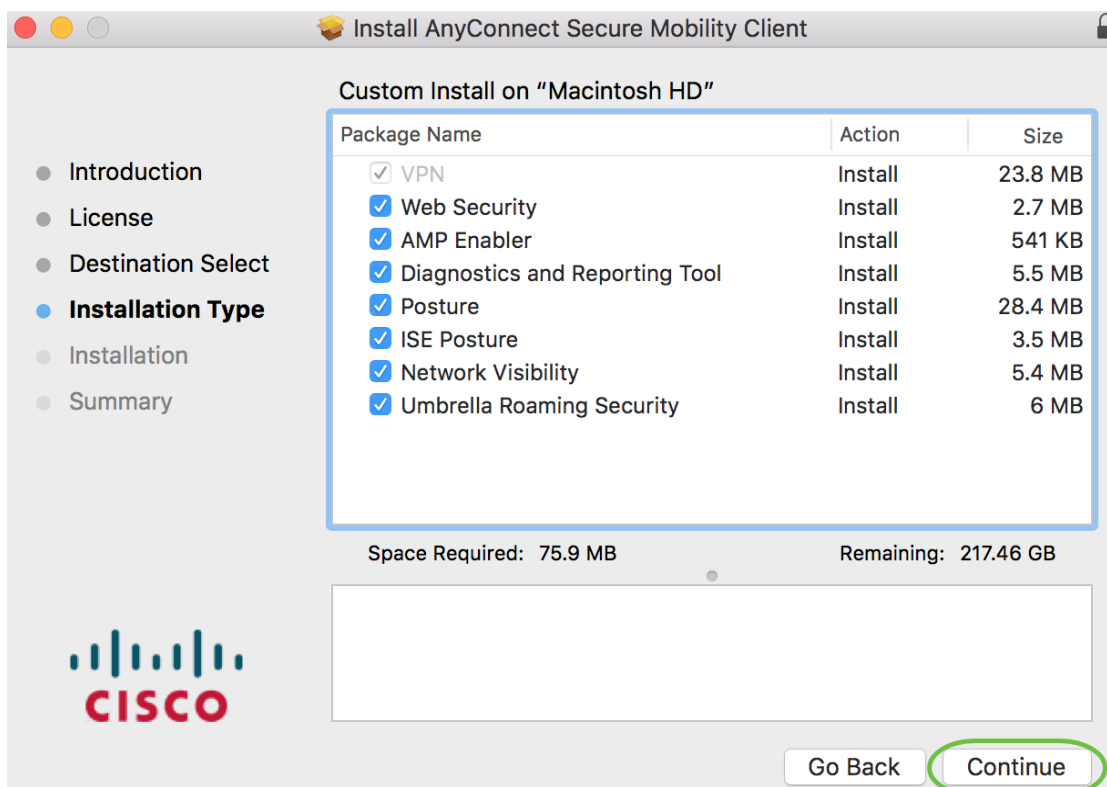 Install AnyConnect Secure Mobility Client
Custom Install on “Macintosh HD”
Package Name Action Size
VPN Install 23.8 MB
Web Security Install 2.7 MB
AMP Enabler Install 541 KB
Diagnostics and Reporting Tool Install 5.5 MB
Posture Install 28.4 MB
ISE Posture Install 3.5 MB
Network Visibility Install 5.4 MB
Umbrella Roaming Security Install 6 MB
Space Required: 75.9 MB Remaining: 217.46 GB
Introduction
License
Destination Select
Installation Type
Installation
Summary
CISCO
Go Back Continue